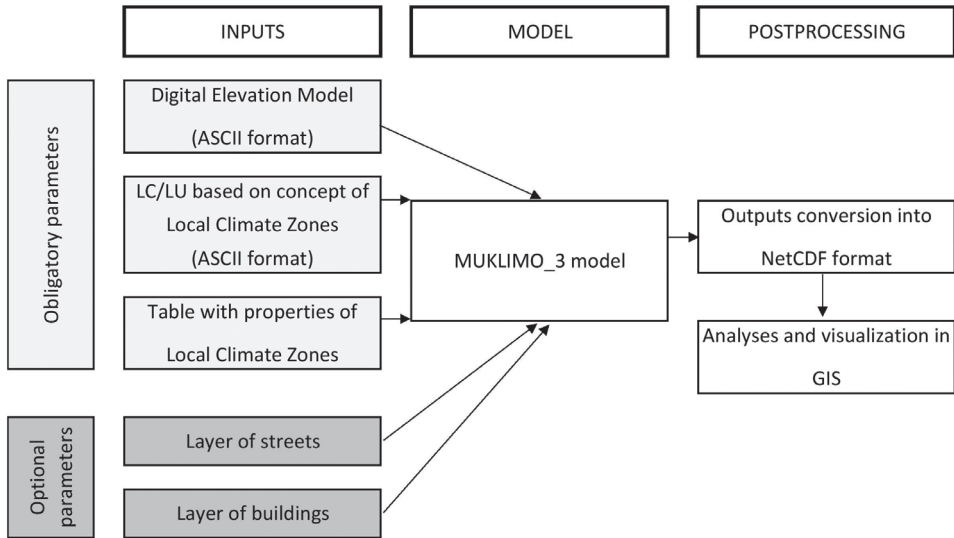 INPUTS
MODEL
POSTPROCESSING
Obligatory parameters
Digital Elevation Model
(ASCII format)
LC/LU based on concept of
Local Climate Zones
(ASCII format)
Table with properties of
Local Climate Zones
MUKLIMO_3 model
Outputs conversion into
NetCDF format
Analyses and visualization in
GIS
Optional
parameters
Layer of streets
Layer of buildings